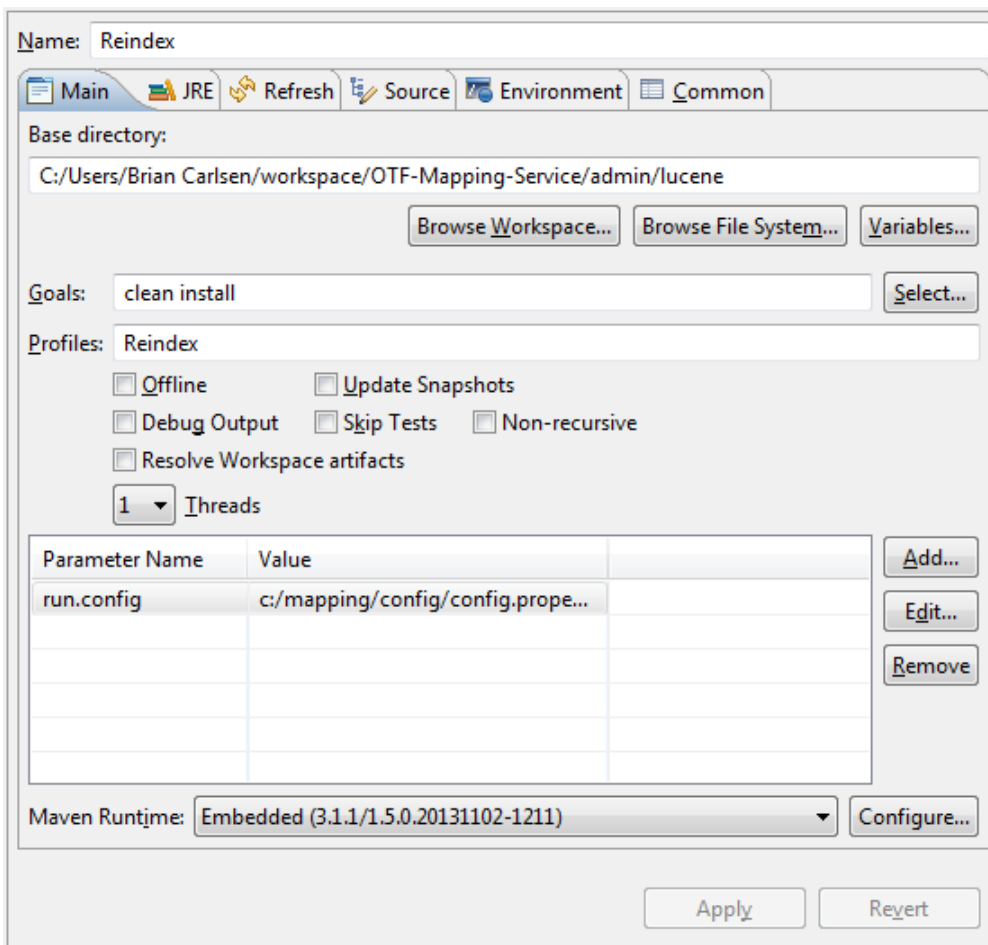 Name: Reindex
Main JRE Refresh Source Environment Common
Base directory:
C:/Users/Brian Carlsen/workspace/OTF-Mapping-Service/admin/lucene
Browse Workspace... Browse File System... Variables...
Goals: clean install Select...
Profiles: Reindex
Offline Update Snapshots
Debug Output Skip Tests Non-recursive
Resolve Workspace artifacts
1 Threads
Parameter Name Value Add...
run.config c:/mapping/config/config.prope...
Edit...
Remove
Maven Runtime: Embedded (3.1.1/1.5.0.20131102-1211) Configure...
Apply Revert